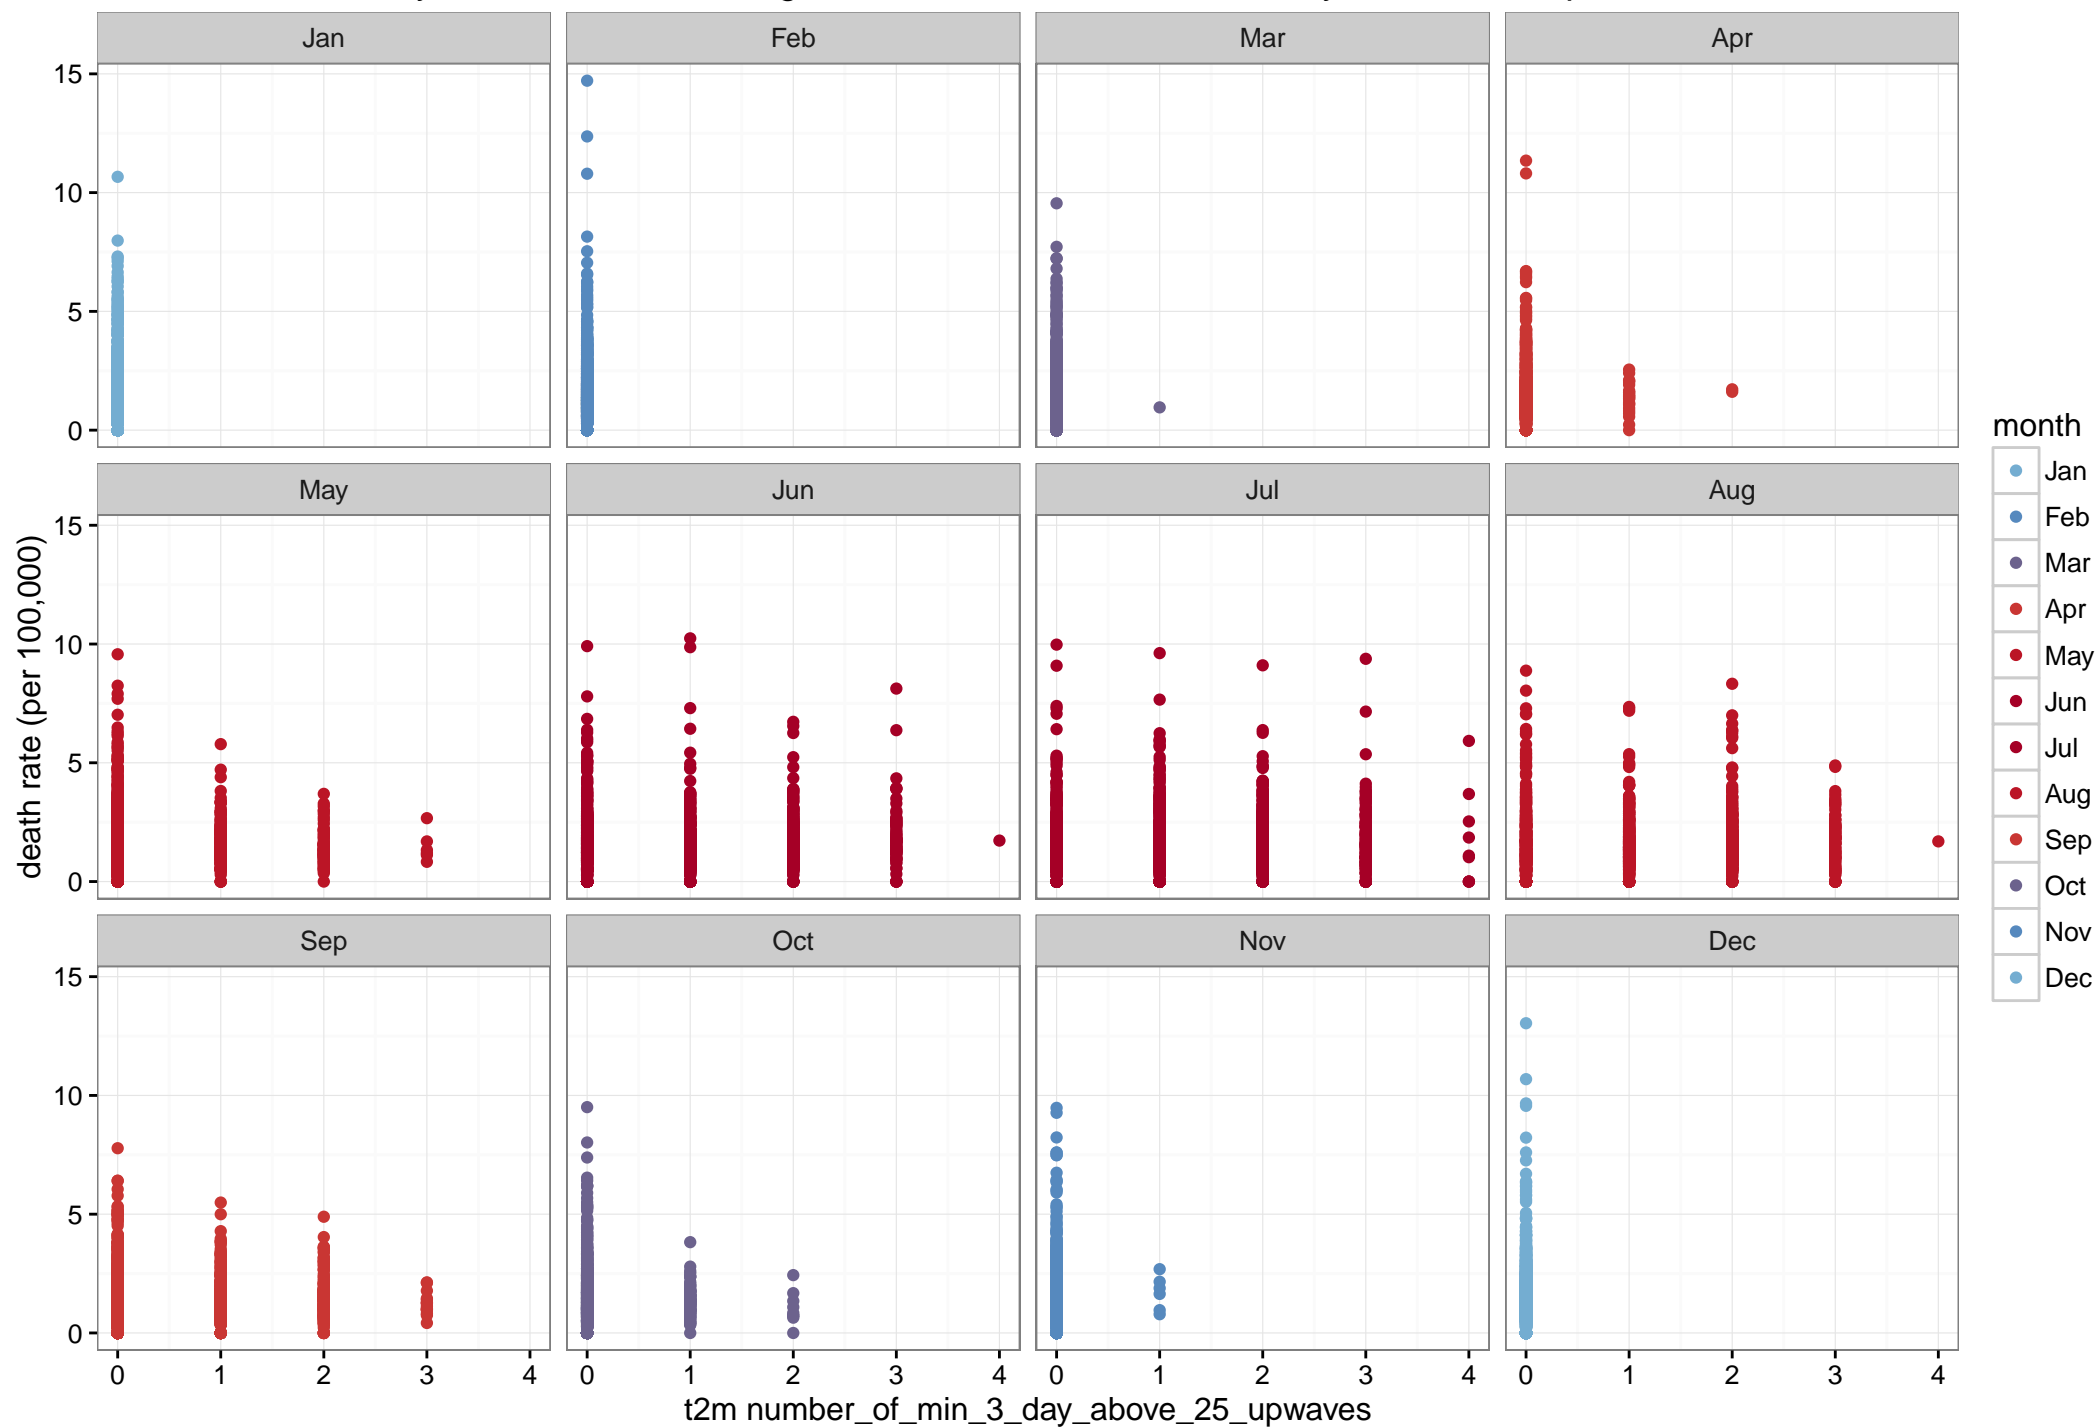 Jan Feb Mar Apr
15
10
5
0
May Jun Jul Aug
15
10
5
0
Sep Oct Nov Dec
15
10
5
0
0 1 2 3 4 0 1 2 3 4 0 1 2 3 4 0 1 2 3 4
t2m number_of_min_3_day_above_25_upwaves
death rate (per 100,000)
month
Jan
Feb
Mar
Apr
May
Jun
Jul
Aug
Sep
Oct
Nov
Dec